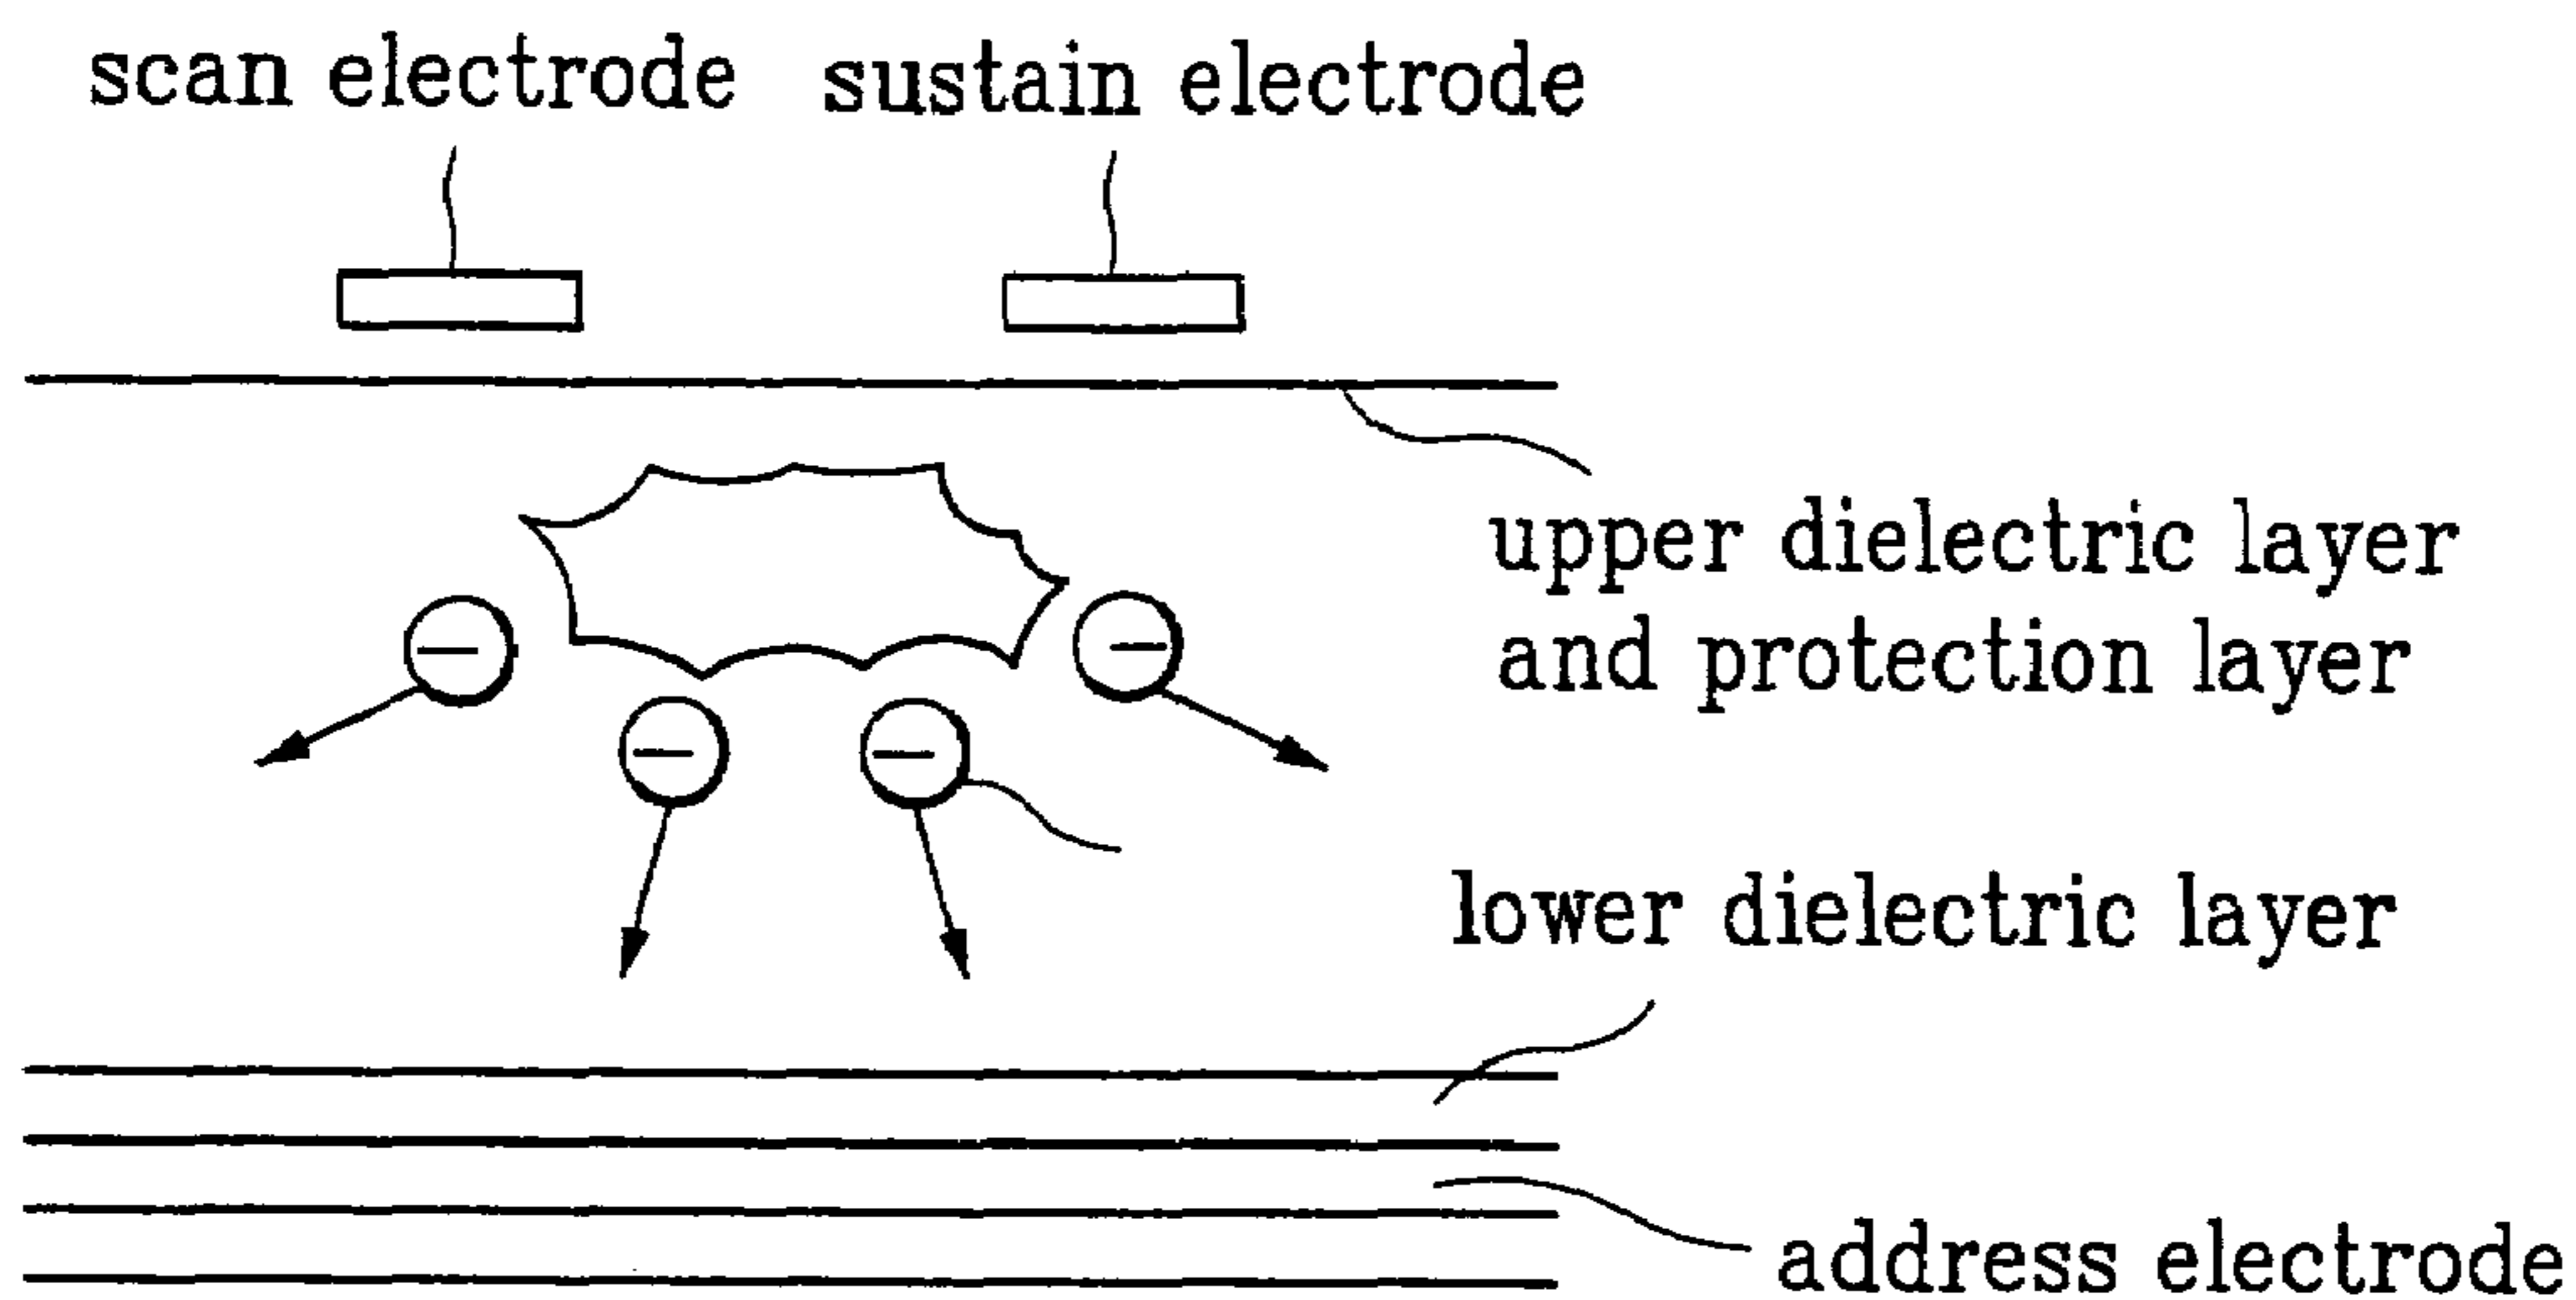 scan electrode
sustain electrode
upper dielectric layer
and protection layer
lower dielectric layer
address electrode